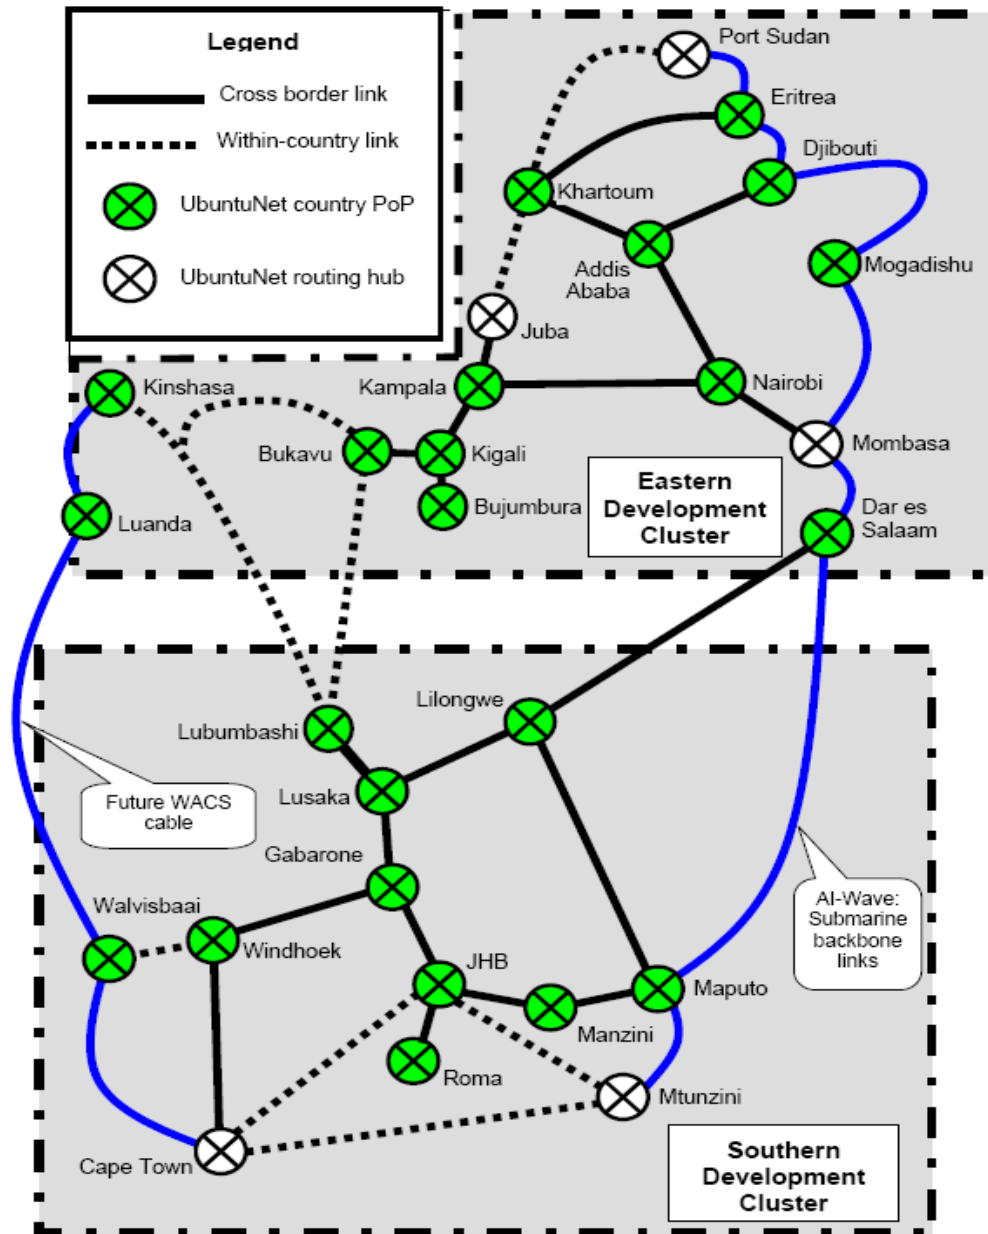 Legend
Cross border link
Within-country link
UbuntuNet country PoP
UbuntuNet routing hub
Port Sudan
Eritrea
Djibouti
Khartoum
Addis
Ababa
Mogadishu
Juba
Kinshasa
Kampala
Nairobi
Bukavu
Kigali
Mombasa
Bujumbura
Luanda
Eastern
Development
Cluster
Dar es
Salaam
Lilongwe
Lubumbashi
Lusaka
Future WACS
cable
Gabarone
Walvisbaai
Windhoek
AI-Wave:
Submarine
backbone
links
JHB
Maputo
Manzini
Roma
Mtunzini
Cape Town
Southern
Development
Cluster